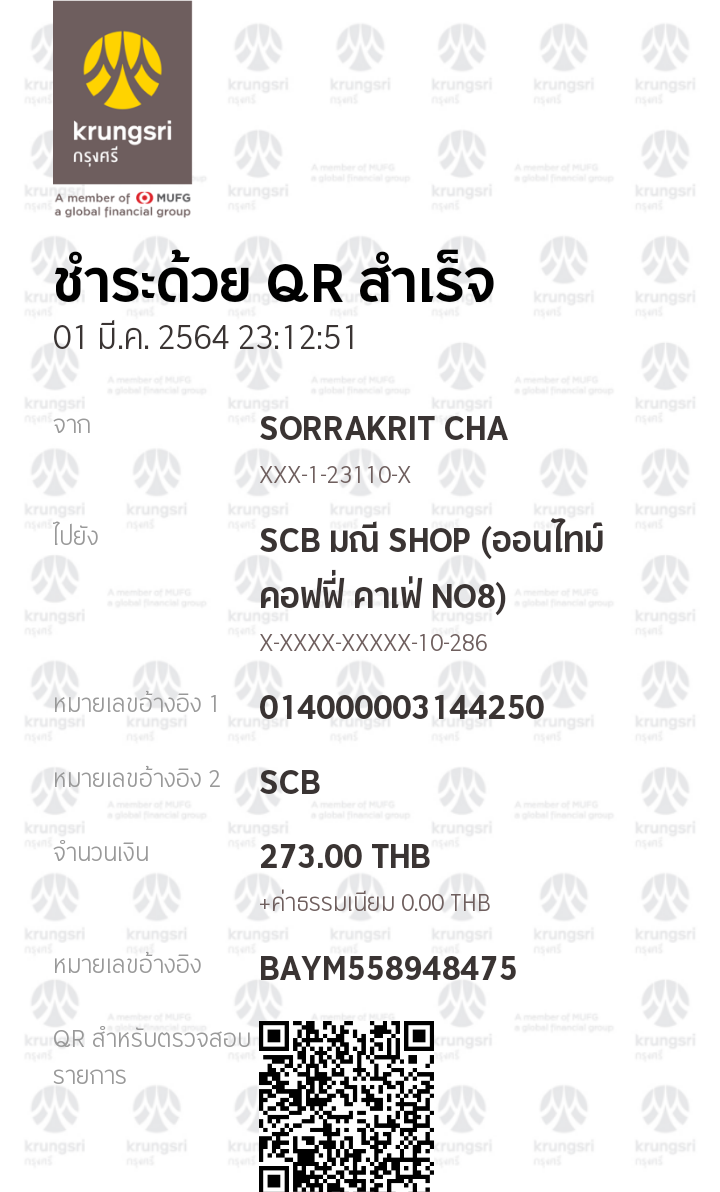 krungsri
กรุงศรี
A member of MUFG
a global financial group
ชำระด้วย QR สำเร็จ
01 มี.ค. 2564 23:12:51
จาก
SORRAKRIT CHA
XXX-1-23110-X
ไปยัง
SCB มณี SHOP (ออนไทม์
คอฟฟี่ คาเฟ่ NO8)
X-XXXX-XXXXX-10-286
หมายเลขอ้างอิง 1
014000003144250
หมายเลขอ้างอิง 2
SCB
จำนวนเงิน
273.00 THB
+ค่าธรรมเนียม 0.00 THB
หมายเลขอ้างอิง
BAYM558948475
QR สำหรับตรวจสอบ
รายการ